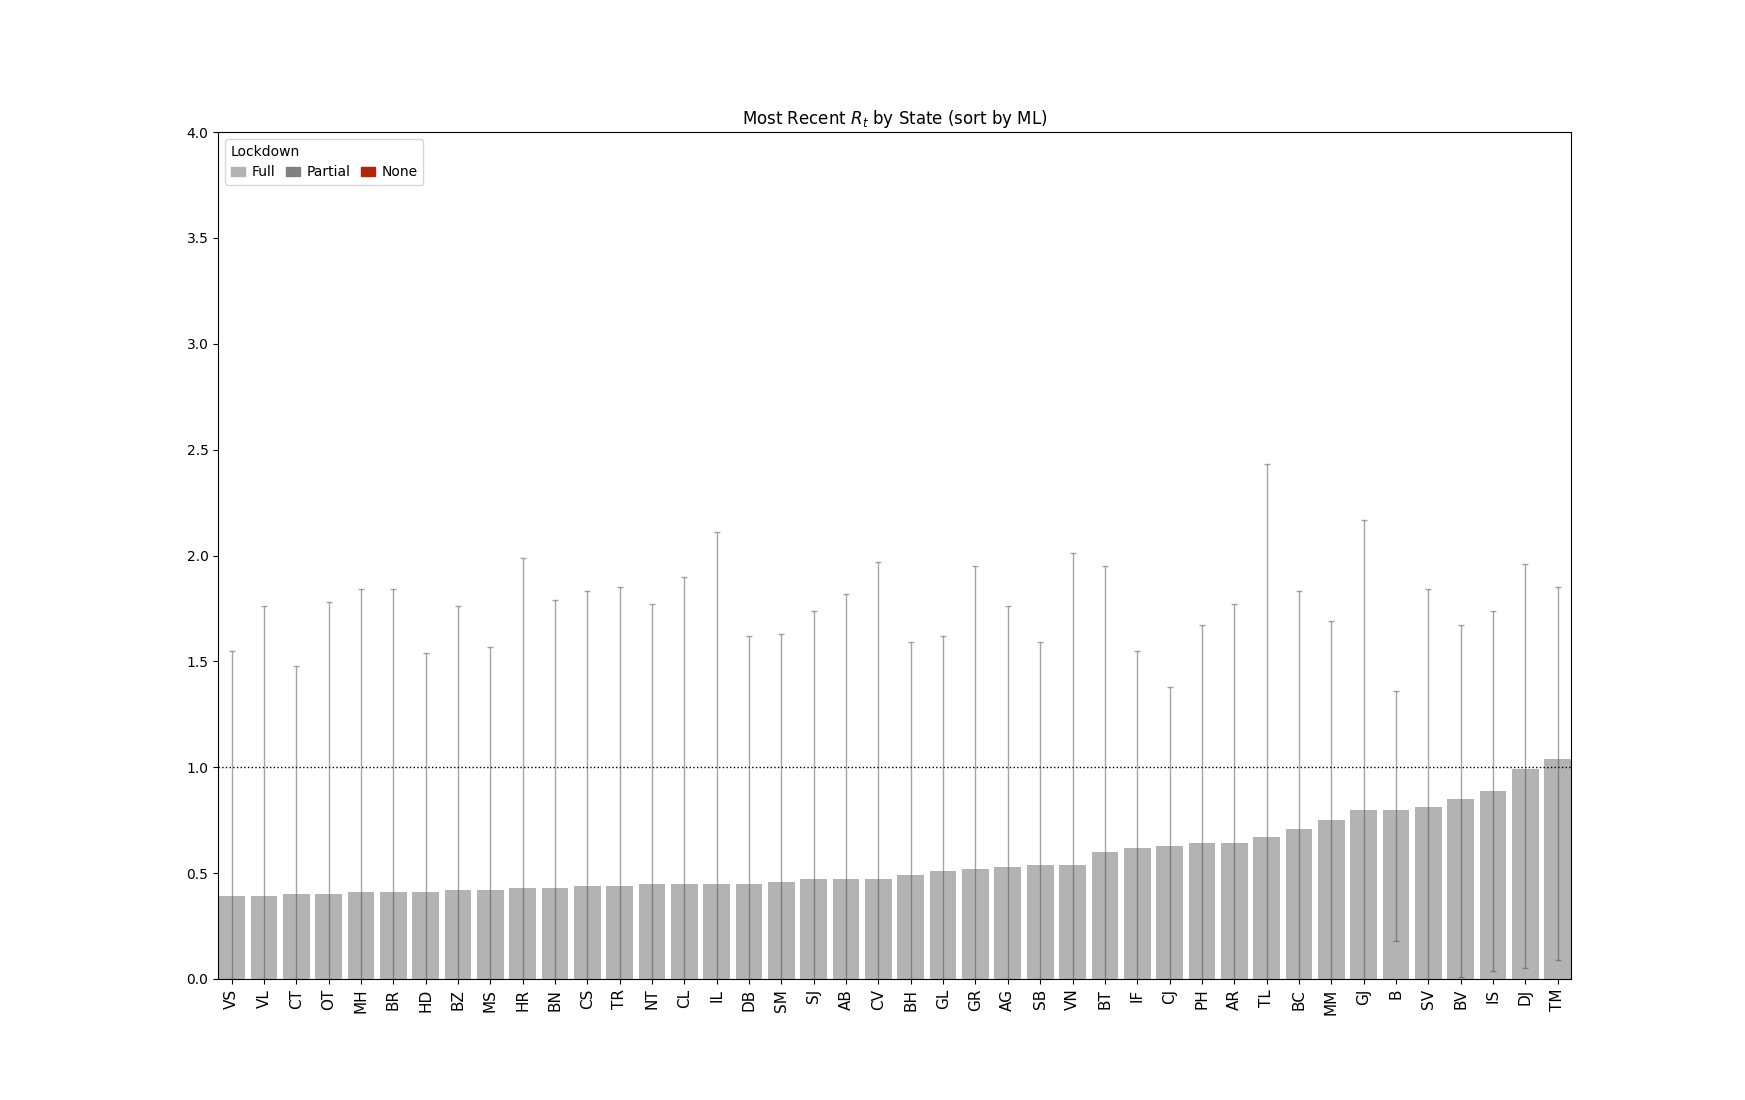 Most Recent R_t by State (sort by ML)
Lockdown
Full Partial None
4.0
3.5
3.0
2.5
2.0
1.5
1.0
0.5
0.0
VS VL CT OT MH BR HD BZ MS HR BN CS TR NT CL IL DB SM SJ AB CV BH GL GR AG SB VN BT IF CJ PH AR TL BC MM GJ B SV BV IS DJ TM